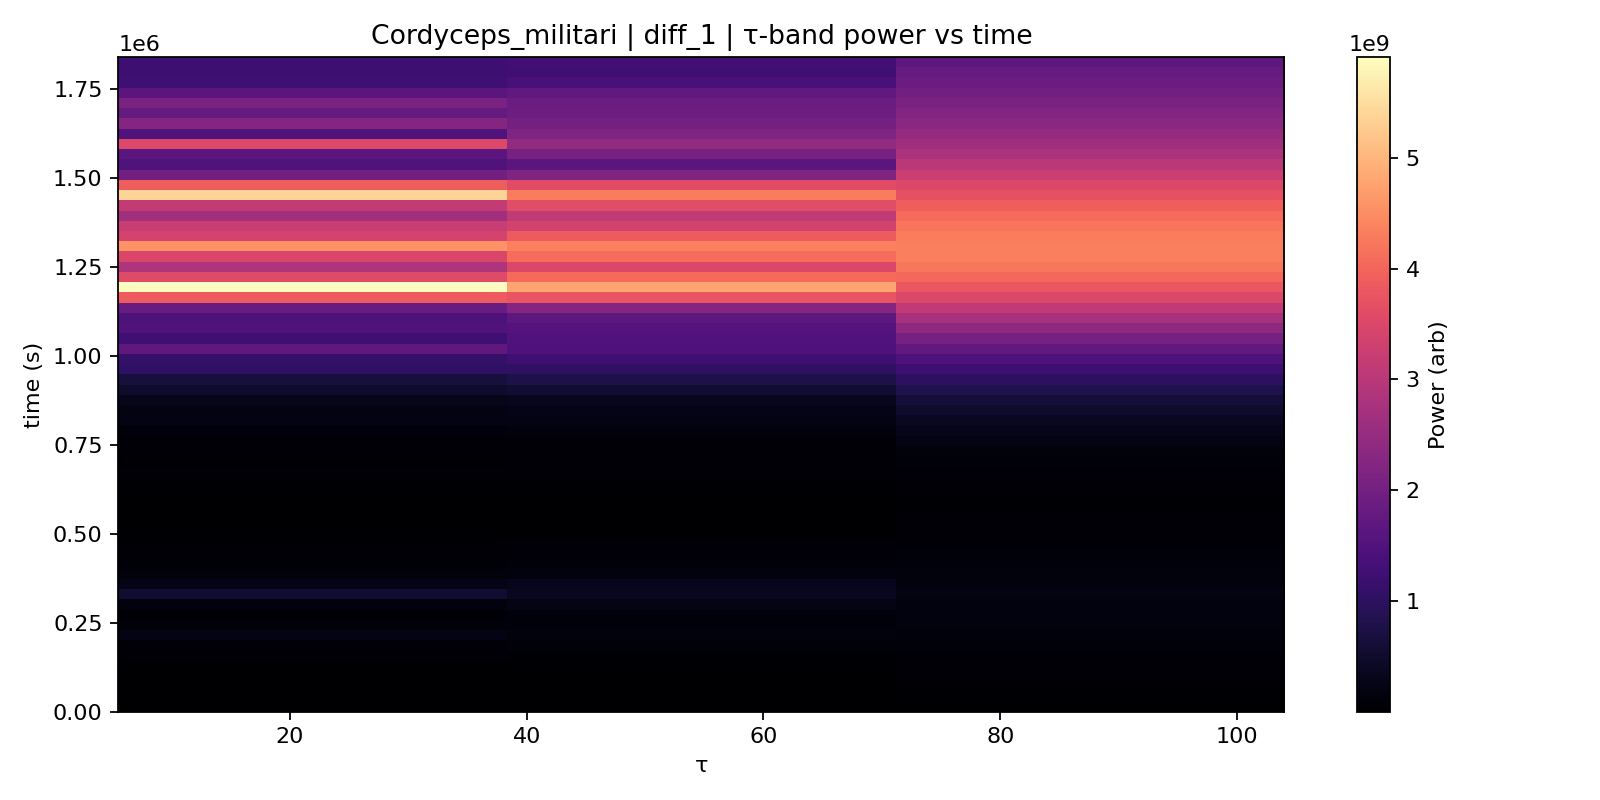 Cordyceps_militari | diff_1 | τ-band power vs time
1e6
1e9
1.75
1.50
1.25
1.00
0.75
0.50
0.25
0.00
time (s)
20 40 60 80 100
τ
5
4
3
2
1
Power (arb)